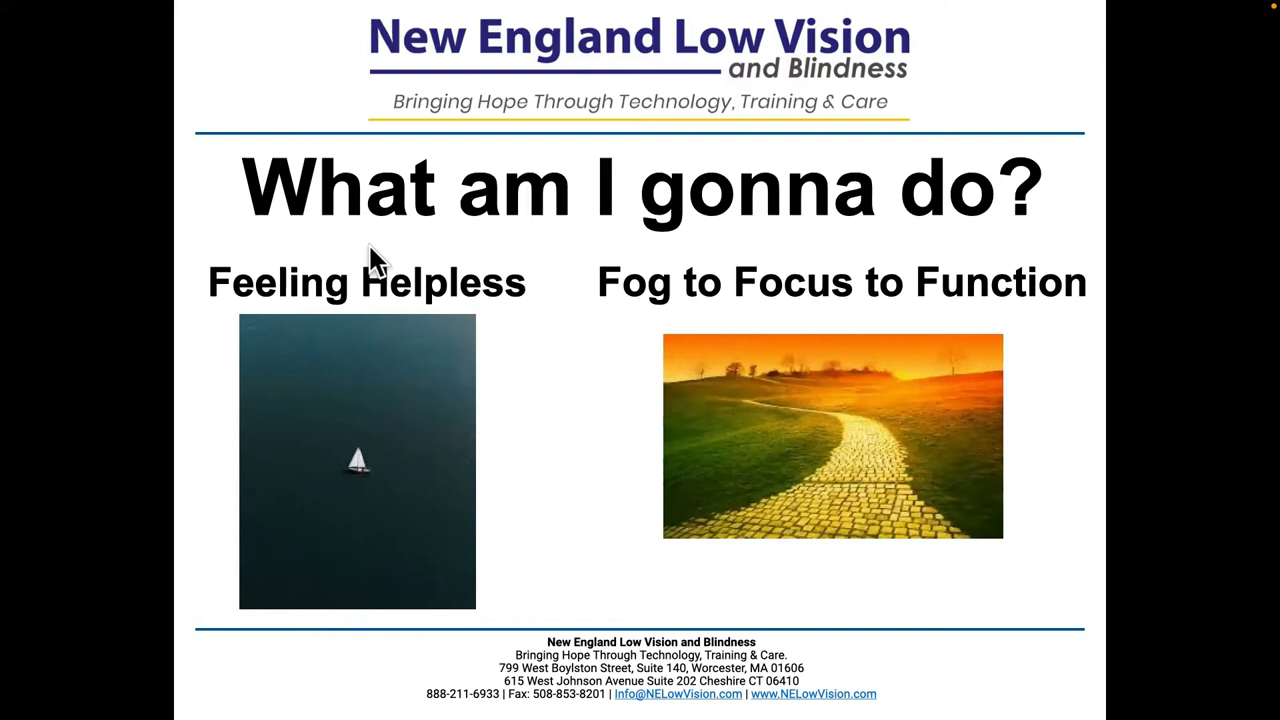 New England Low Vision
and Blindness
Bringing Hope Through Technology, Training & Care
What am I gonna do?
Feeling Helpless
Fog to Focus to Function
New England Low Vision and Blindness
Bringing Hope Through Technology, Training & Care.
799 West Boylston Street, Suite 140, Worcester, MA 01606
615 West Johnson Avenue Suite 202 Cheshire CT 06410
888-211-6933 | Fax: 508-853-8201 | Info@NELowVision.com | www.NELowVision.com